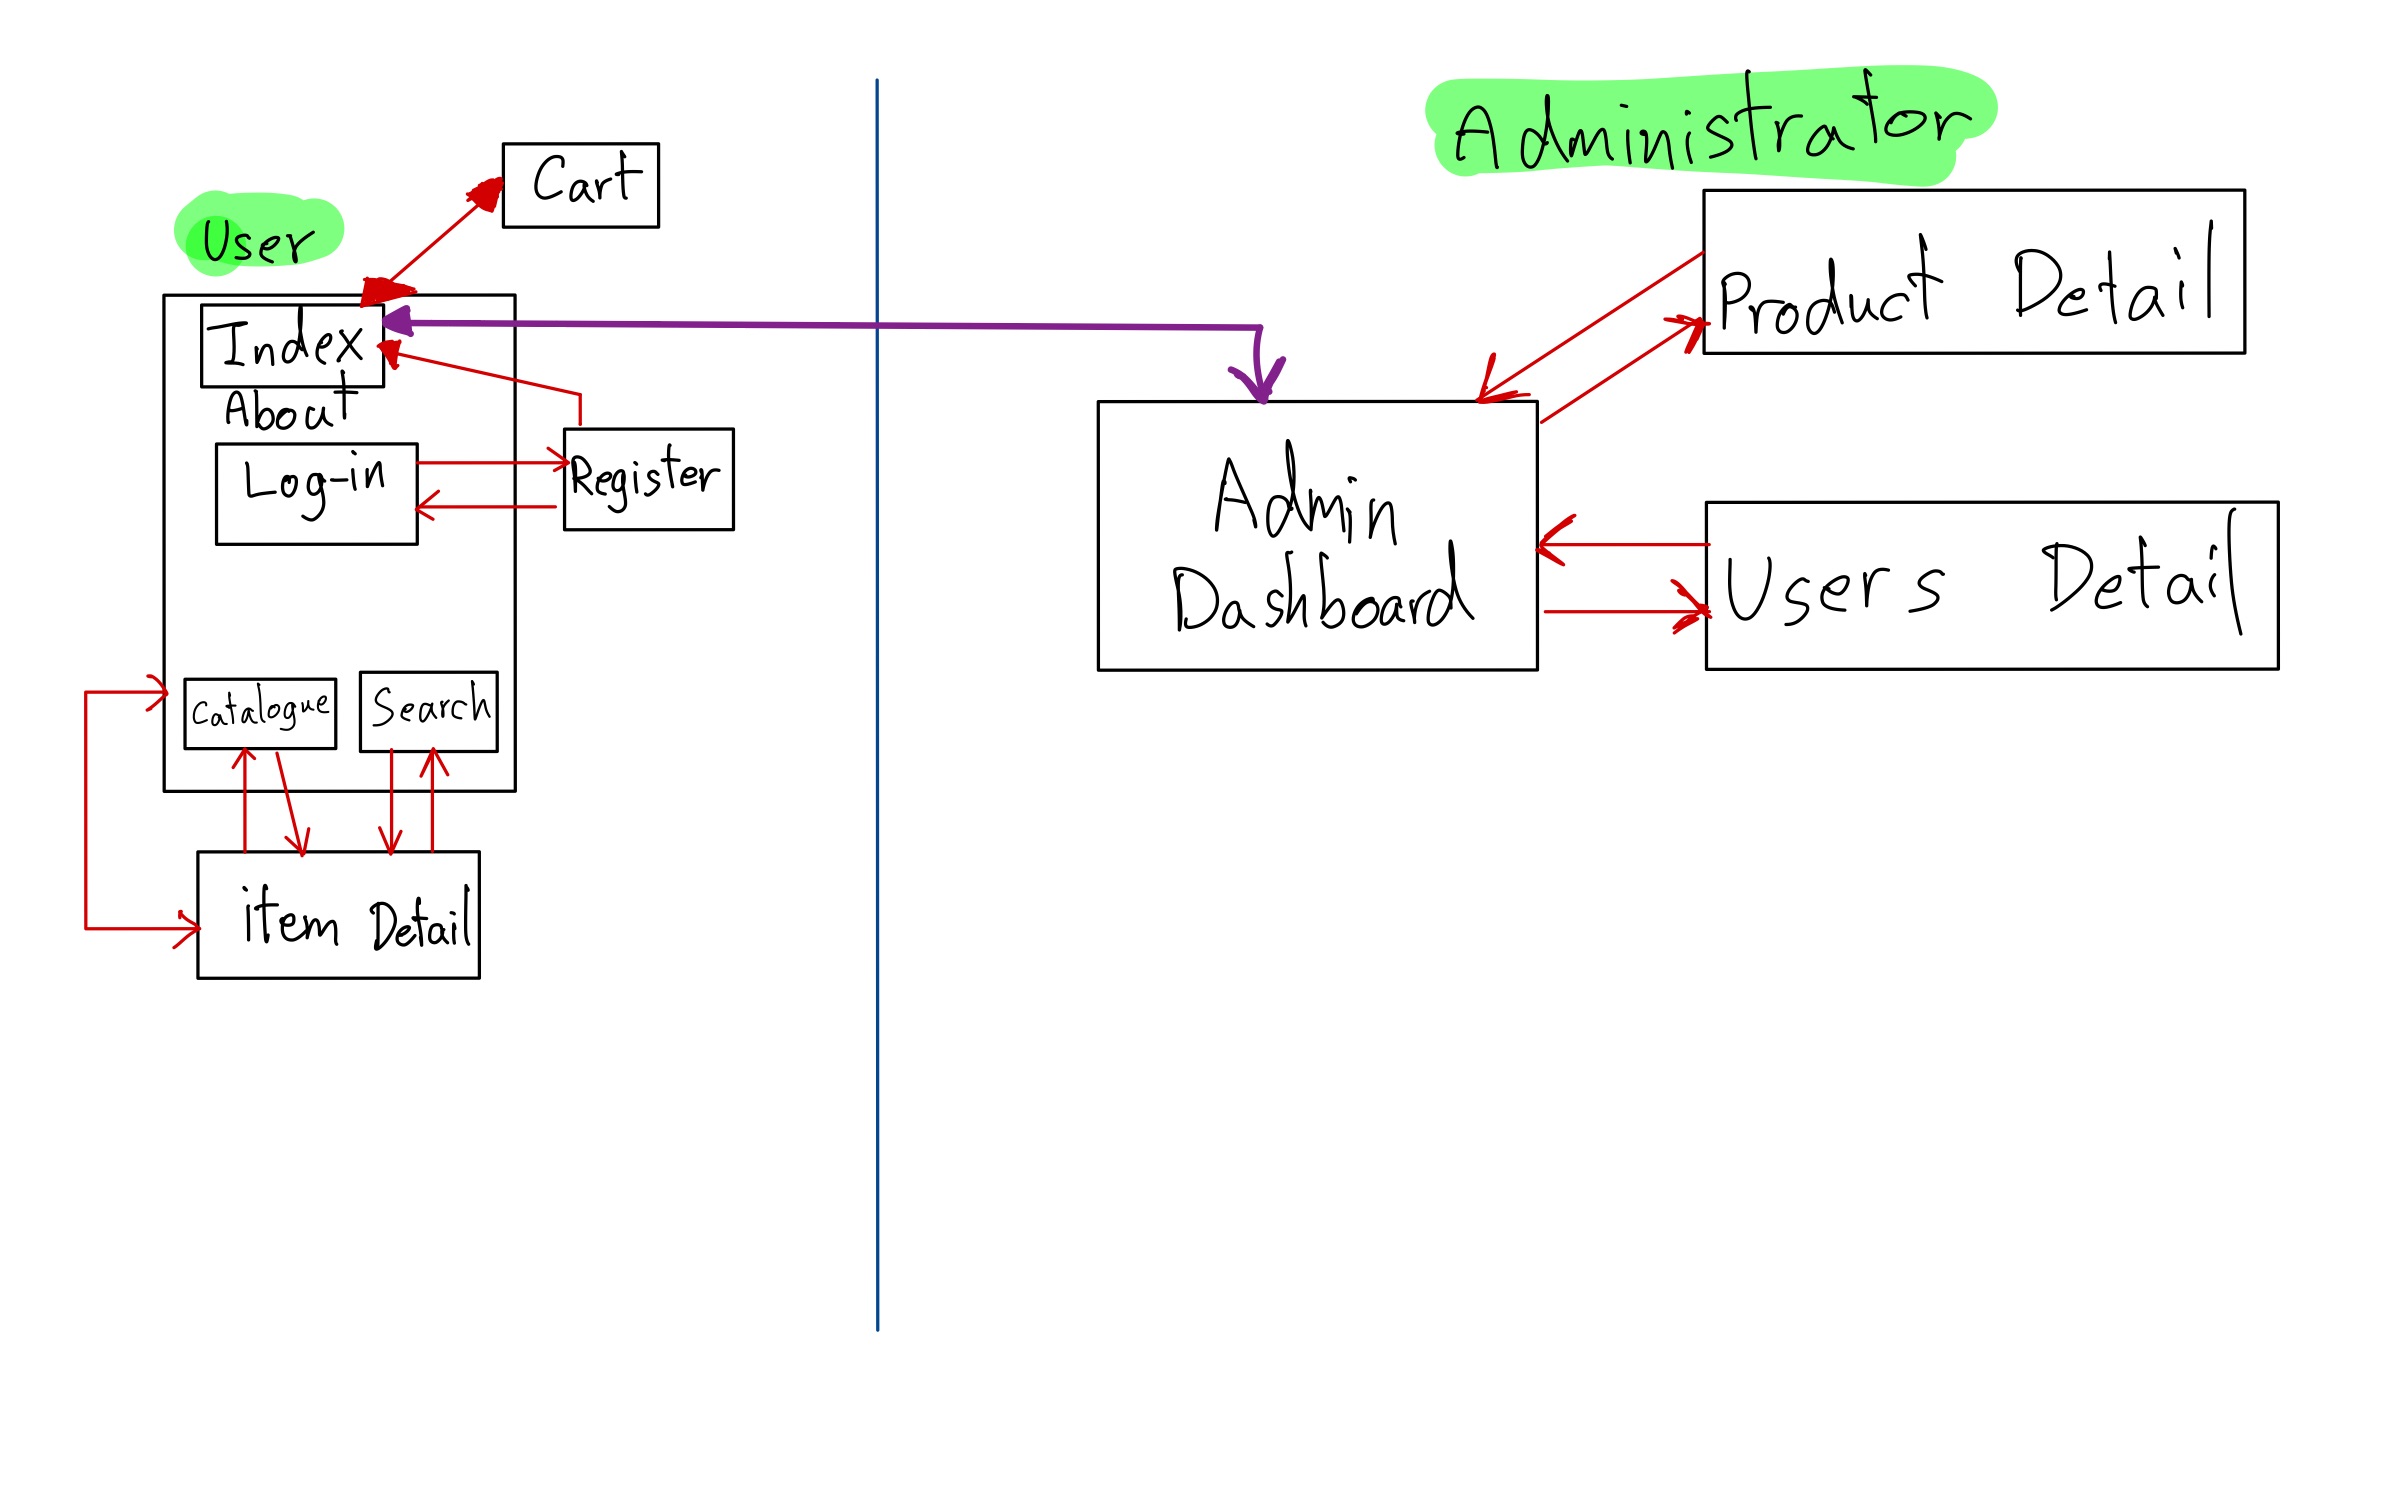 User
Cart
Index
About
Log-in
Register
Catalogue
Search
item Detail
Administrator
Product Detail
Admin
Dashboard
Users Detail